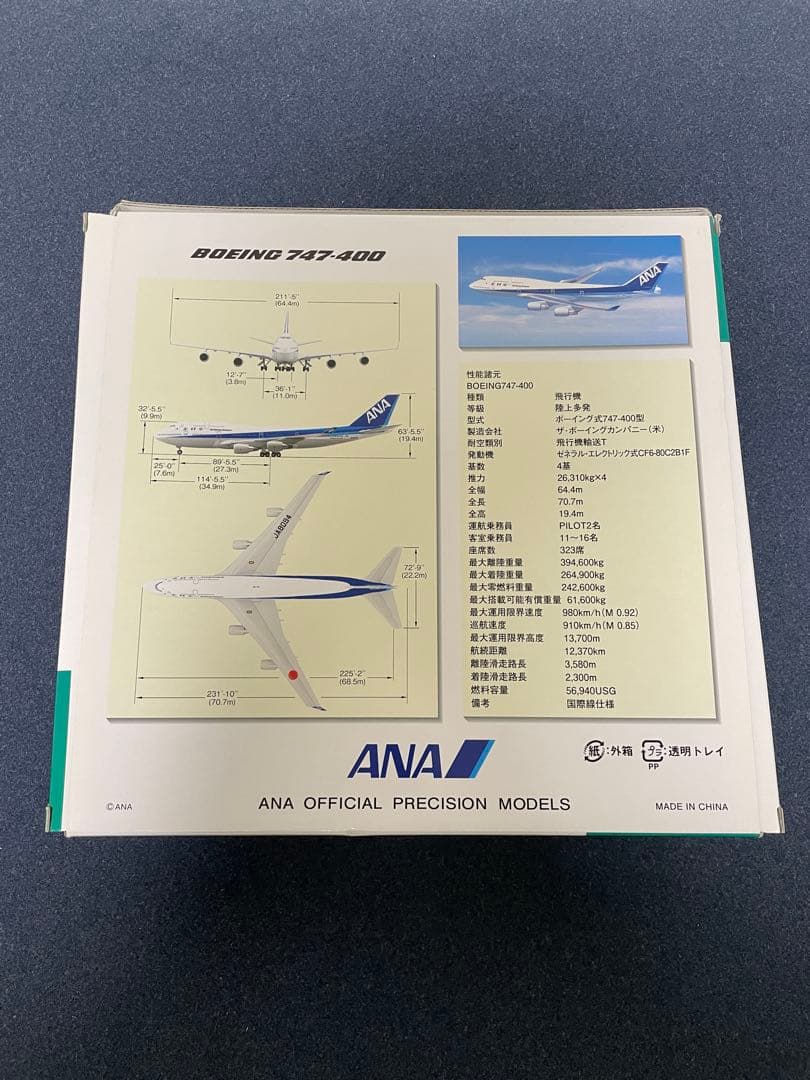 BOEING 747-400
211'-5"
(64.4m)
12'-7"
(3.8m)
36'-1"
(11.0m)
32'-5.5"
(9.9m)
ANA
63'-5.5"
(19.4m)
25'-0"
(7.6m)
89'-5.5"
(27.3m)
114'-5.5"
(34.9m)
JA8094
72'-9"
(22.2m)
225'-2"
(68.5m)
231'-10"
(70.7m)
ANA
性能諸元
BOEING747-400
種類 飛行機
等級 陸上多発
型式 ボーイング式747-400型
製造会社 ザ・ボーイングカンパニー(米)
耐空類別 飛行機輸送T
発動機 ゼネラル・エレクトリック式CF6-80C2B1F
基数 4基
推力 26,310kg×4
全幅 64.4m
全長 70.7m
全高 19.4m
運航乗務員 PILOT2名
客室乗務員 11〜16名
座席数 323席
最大離陸重量 394,600kg
最大着陸重量 264,900kg
最大零燃料重量 242,600kg
最大搭載可能有償重量 61,600kg
最大運用限界速度 980km/h(M 0.92)
巡航速度 910km/h(M 0.85)
最大運用限界高度 13,700m
航続距離 12,370km
離陸滑走路長 3,580m
着陸滑走路長 2,300m
燃料容量 56,940USG
備考 国際線仕様
ANA
紙:外箱 プラ:透明トレイ
PP
©ANA
ANA OFFICIAL PRECISION MODELS
MADE IN CHINA